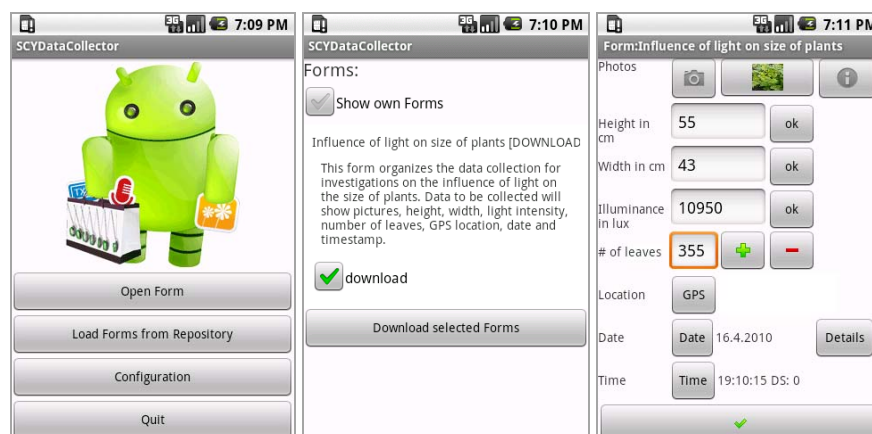 7:09 PM
SCYDataCollector
Open Form
Load Forms from Repository
Configuration
Quit
7:10 PM
SCYDataCollector
Forms:
Show own Forms
Influence of light on size of plants [DOWNLOAD
This form organizes the data collection for
investigations on the influence of light on
the size of plants. Data to be collected will
show pictures, height, width, light intensity,
number of leaves, GPS location, date and
timestamp.
download
Download selected Forms
3G 7:11 PM
Form:Influence of light on size of plants
Photos
Height in
cm
55
ok
Width in cm
43
ok
Illuminance
in lux
10950
ok
# of leaves
355
Location
GPS
Date
Date
16.4.2010
Details
Time
Time
19:10:15 DS: 0